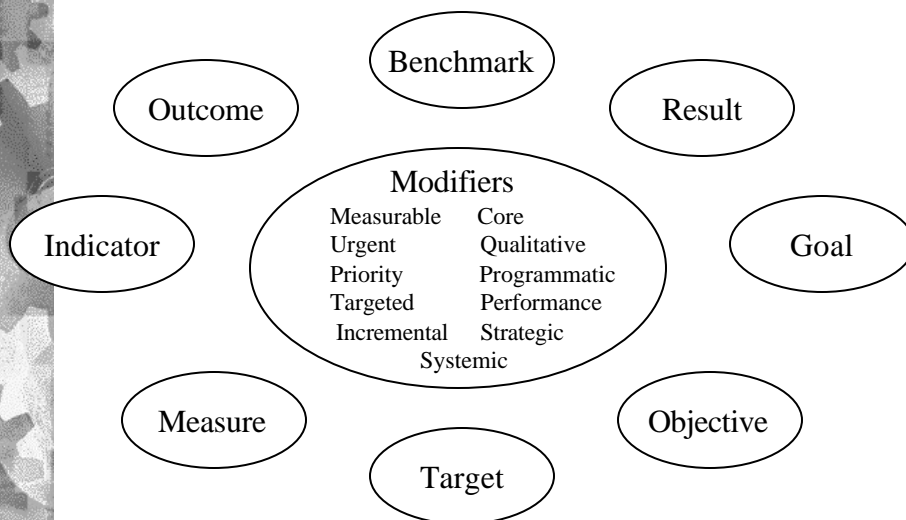 Benchmark
Outcome
Result
Modifiers
Measurable Core
Urgent Qualitative
Priority Programmatic
Targeted Performance
Incremental Strategic
Systemic
Indicator
Goal
Measure
Objective
Target